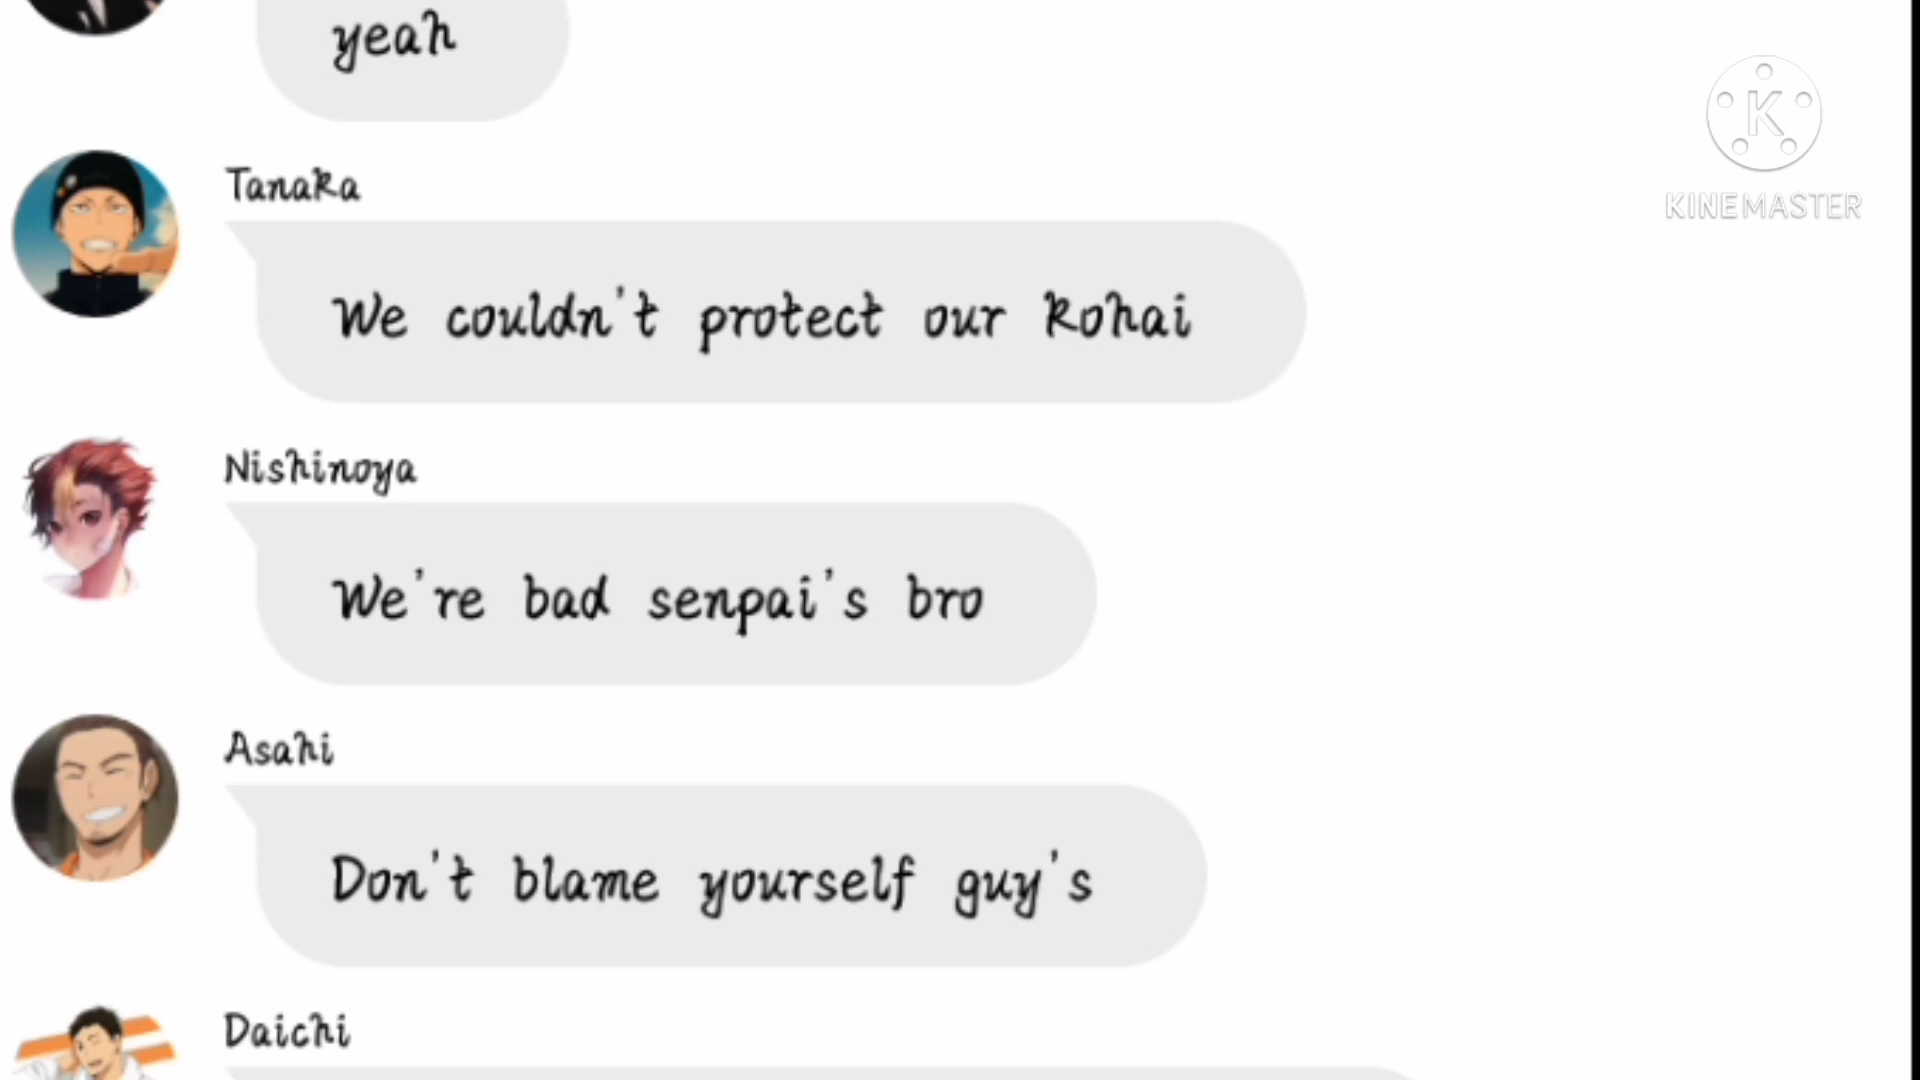 yeah
K
KINEMASTER
Tanaka
We couldn't protect our kohai
Nishinoya
We're bad senpai's bro
Asahi
Don't blame yourself guy's
Daichi